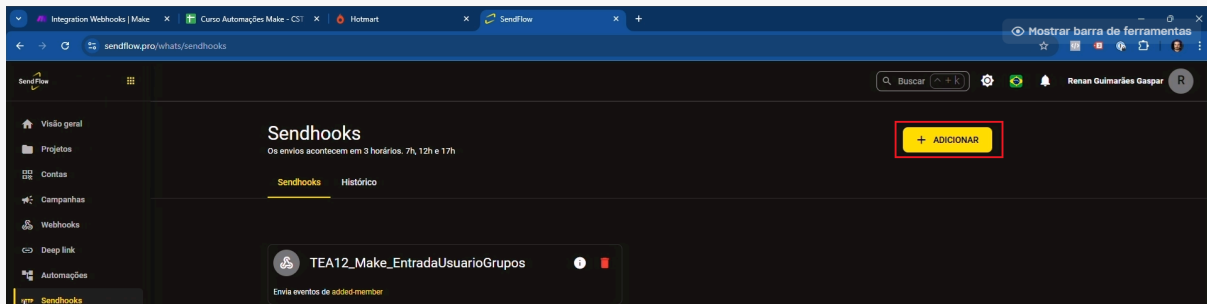 Integration Webhooks | Make
Curso Automações Make - CST
Hotmart
SendFlow
sendflow.pro/whats/sendhooks
Mostrar barra de ferramentas
SendFlow
Buscar ^ + k
Renan Guimarães Gaspar
R
Visão geral
Projetos
Contas
Campanhas
Webhooks
Deep link
Automações
HTTP Sendhooks
Sendhooks
Os envios acontecem em 3 horários. 7h, 12h e 17h
+ ADICIONAR
Sendhooks Histórico
TEA12_Make_EntradaUsuarioGrupos
Envia eventos de added-member